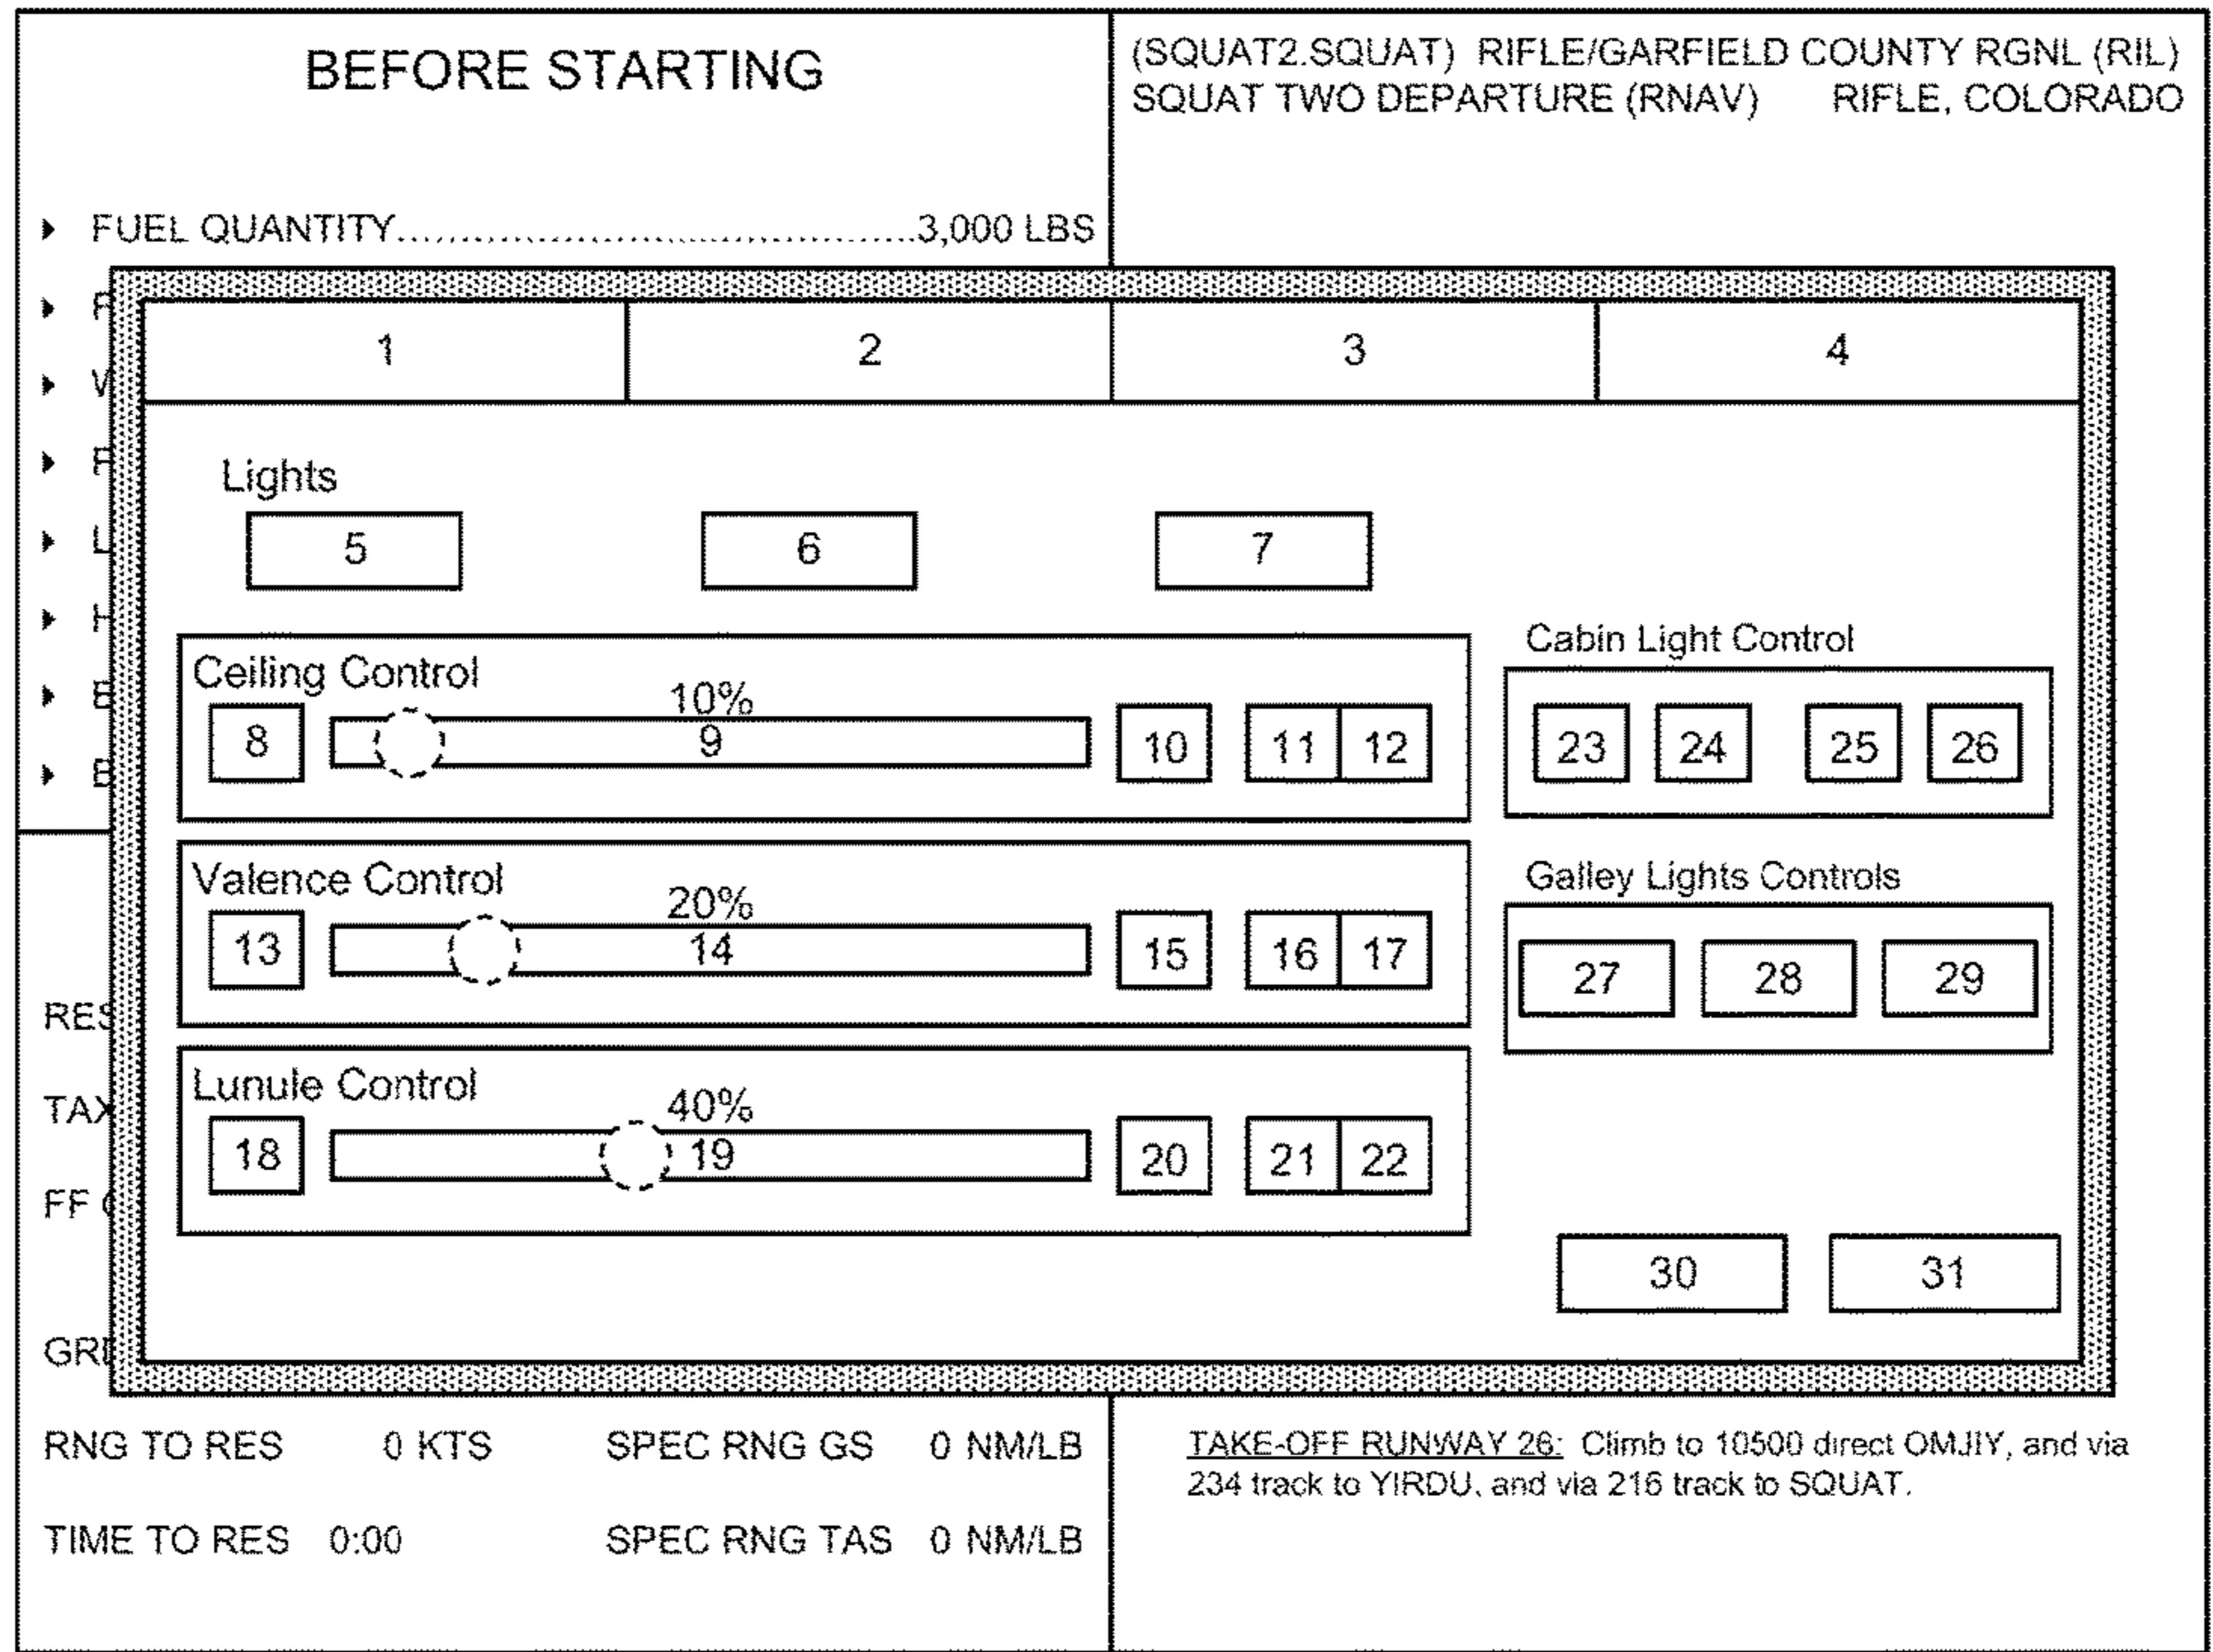 BEFORE STARTING
(SQUAT2.SQUAT) RIFLE/GARFIELD COUNTY RGNL (RIL)
SQUAT TWO DEPARTURE (RNAV) RIFLE, COLORADO
FUEL QUANTITY.......................................3,000 LBS
1 2 3 4
Lights
5 6 7
Ceiling Control
10%
8 9 10 11 12
Valence Control
20%
13 14 15 16 17
Lunule Control
40%
18 19 20 21 22
Cabin Light Control
23 24 25 26
Galley Lights Controls
27 28 29
30 31
RES
TAX
FF
RNG TO RES 0 KTS SPEC RNG GS 0 NM/LB
TIME TO RES 0:00 SPEC RNG TAS 0 NM/LB
TAKE-OFF RUNWAY 26: Climb to 10500 direct OMJIY, and via
234 track to YIRDU, and via 216 track to SQUAT.